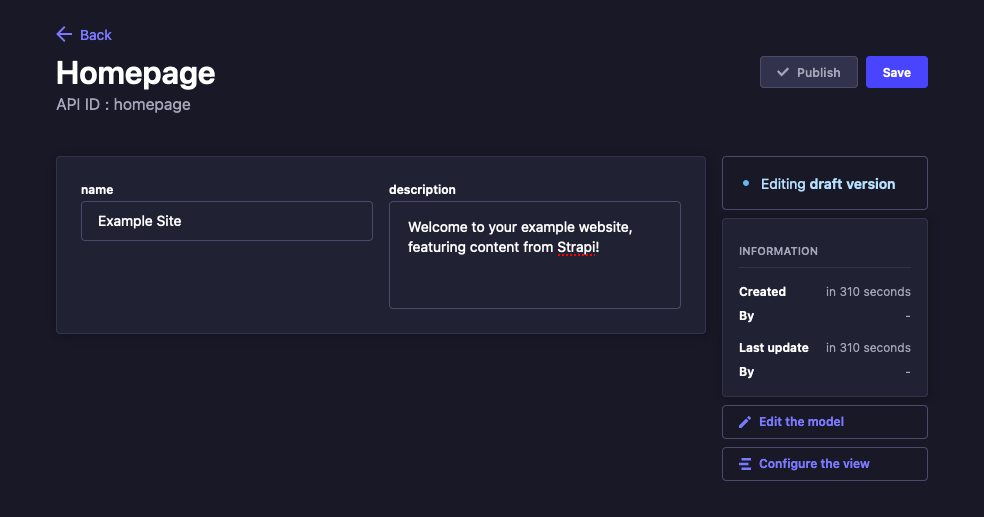 Back
Homepage
API ID : homepage
Publish
Save
name
Example Site
description
Welcome to your example website,
featuring content from Strapi!
Editing draft version
INFORMATION
Created in 310 seconds
By -
Last update in 310 seconds
By -
Edit the model
Configure the view